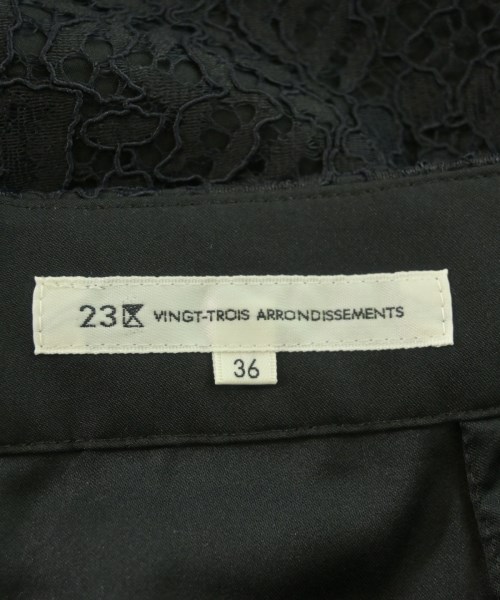 23区 VINGT-TROIS ARRONDISSEMENTS
36